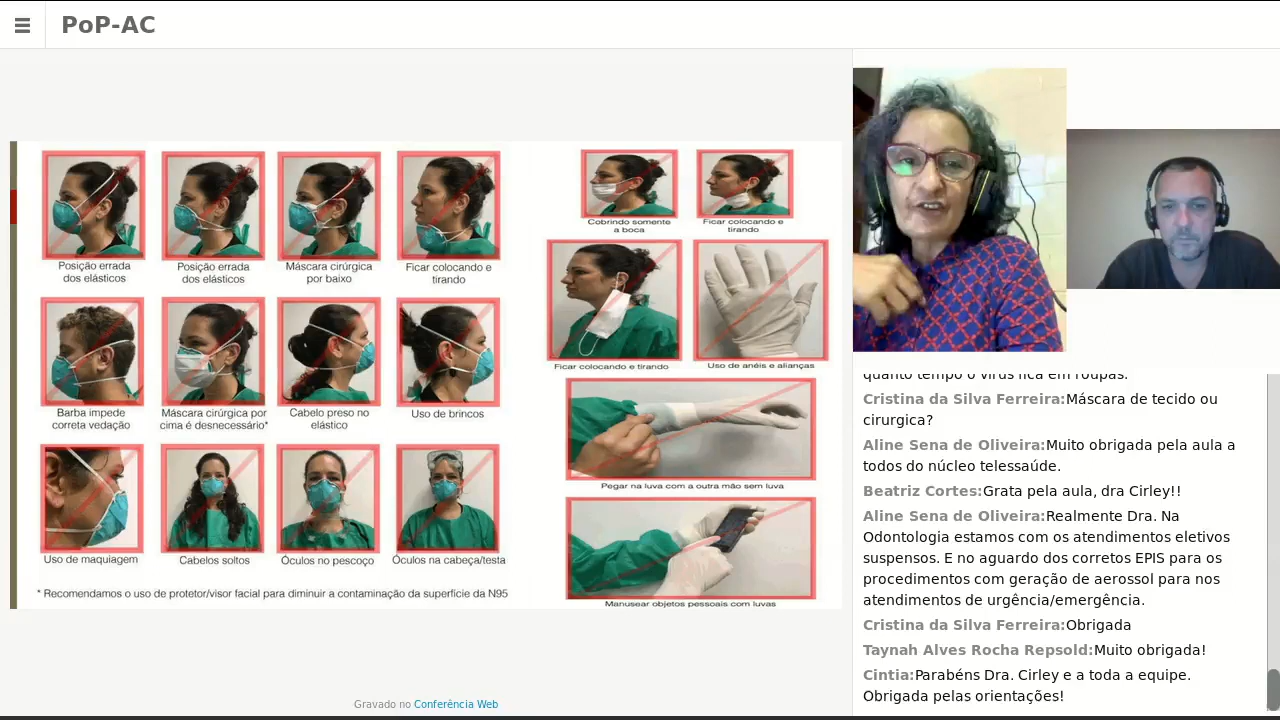 PoP-AC
Posição errada
dos elásticos
Posição errada
dos elásticos
Máscara cirúrgica
por baixo
Ficar colocando e
tirando
Barba impede
correta vedação
Máscara cirúrgica por
cima é desnecessário*
Cabelo preso no
elástico
Uso de brincos
Uso de maquiagem
Cabelos soltos
Óculos no pescoço
Óculos na cabeça/testa
* Recomendamos o uso de protetor/visor facial para diminuir a contaminação da superfície da N95
Cobrindo somente
a boca
Ficar colocando e
tirando
Ficar colocando e tirando
Uso de anéis e alianças
Pegar na luva com a outra mão sem luva
Manusear objetos pessoais com luvas
Gravado no Conferência Web
quanto tempo o vírus fica em roupas.
Cristina da Silva Ferreira:Máscara de tecido ou
cirurgica?
Aline Sena de Oliveira:Muito obrigada pela aula a
todos do núcleo telessaúde.
Beatriz Cortes:Grata pela aula, dra Cirley!!
Aline Sena de Oliveira:Realmente Dra. Na
Odontologia estamos com os atendimentos eletivos
suspensos. E no aguardo dos corretos EPIS para os
procedimentos com geração de aerossol para nos
atendimentos de urgência/emergência.
Cristina da Silva Ferreira:Obrigada
Taynah Alves Rocha Repsold:Muito obrigada!
Cintia:Parabéns Dra. Cirley e a toda a equipe.
Obrigada pelas orientações!